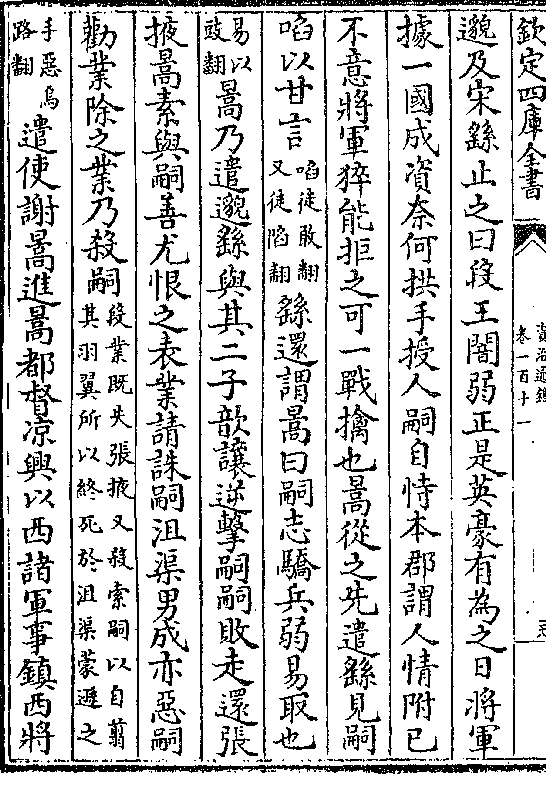 欽定四庫全書
資治通鑑
卷一百十一
邈及宋繇止之曰段王闇弱正是英豪有為之日將軍
據一國成資奈何拱手授人嗣自恃本郡謂人情附已
不意將軍猝能拒之可一戰擒也暠從之先遣繇見嗣
啗以甘言啗徒敢翻又徒陷翻繇還謂暠曰嗣志驕兵弱易取也
易以豉翻暠乃遣邈繇與其二子歆讓逆擊嗣嗣敗走還張
掖暠素與嗣善尤恨之表業請誅嗣沮渠男成亦惡嗣
勸業除之業乃殺嗣段業既失張掖又殺索嗣以自翦其羽翼所以終死於沮渠蒙遜之
手惡烏路翻遣使謝暠進暠都督凉興以西諸軍事鎮西將